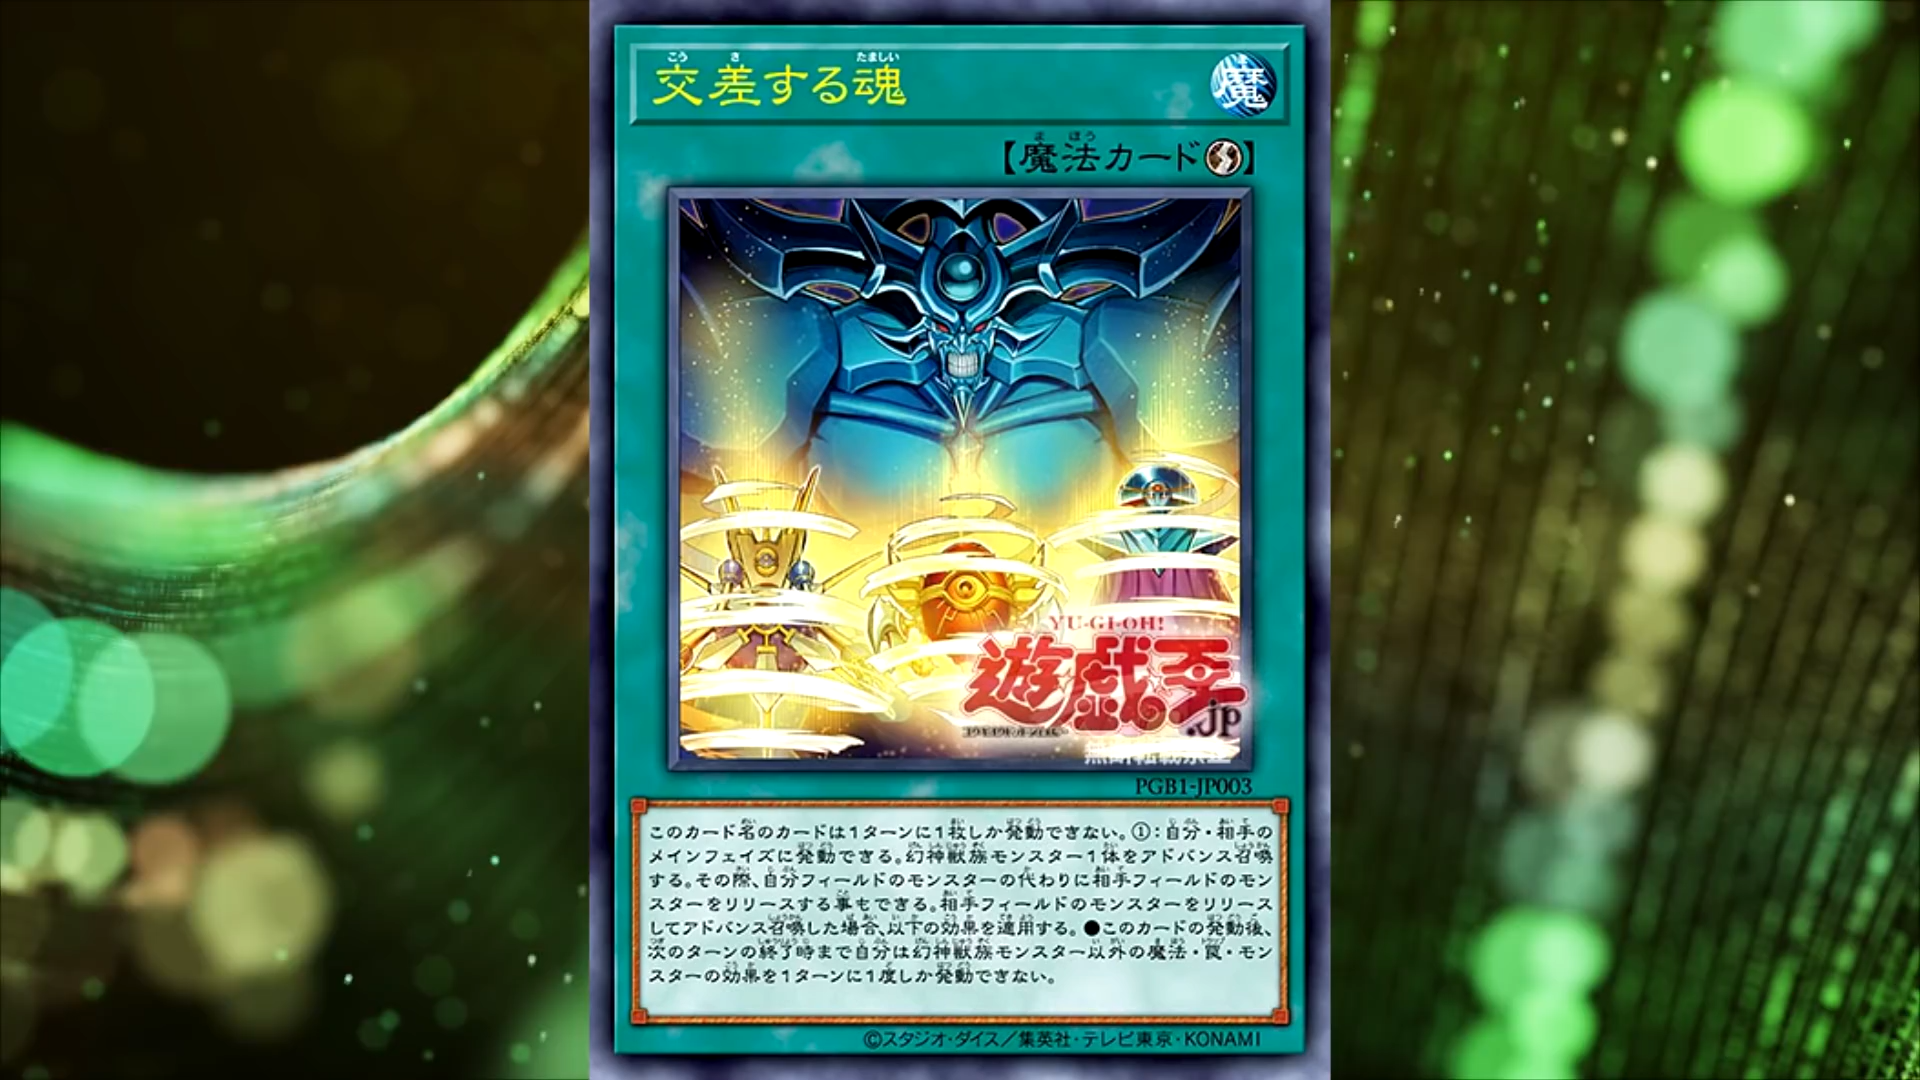 交差する魂
こう さ たましい
魔
【魔法カード】
ま ほう
YU-GI-OH!
遊戯王
.jp
PGB1-JP003
このカード名のカードは1ターンに1枚しか発動できない。①:自分・相手の
メインフェイズに発動できる。幻神獣族モンスター1体をアドバンス召喚
する。その際、自分フィールドのモンスターの代わりに相手フィールドのモン
スターをリリースする事もできる。相手フィールドのモンスターをリリース
してアドバンス召喚した場合、以下の効果を適用する。●このカードの発動後、
次のターンの終了時まで自分は幻神獣族モンスター以外の魔法・罠・モン
スターの効果を1ターンに1度しか発動できない。
©スタジオ・ダイス/集英社・テレビ東京・KONAMI